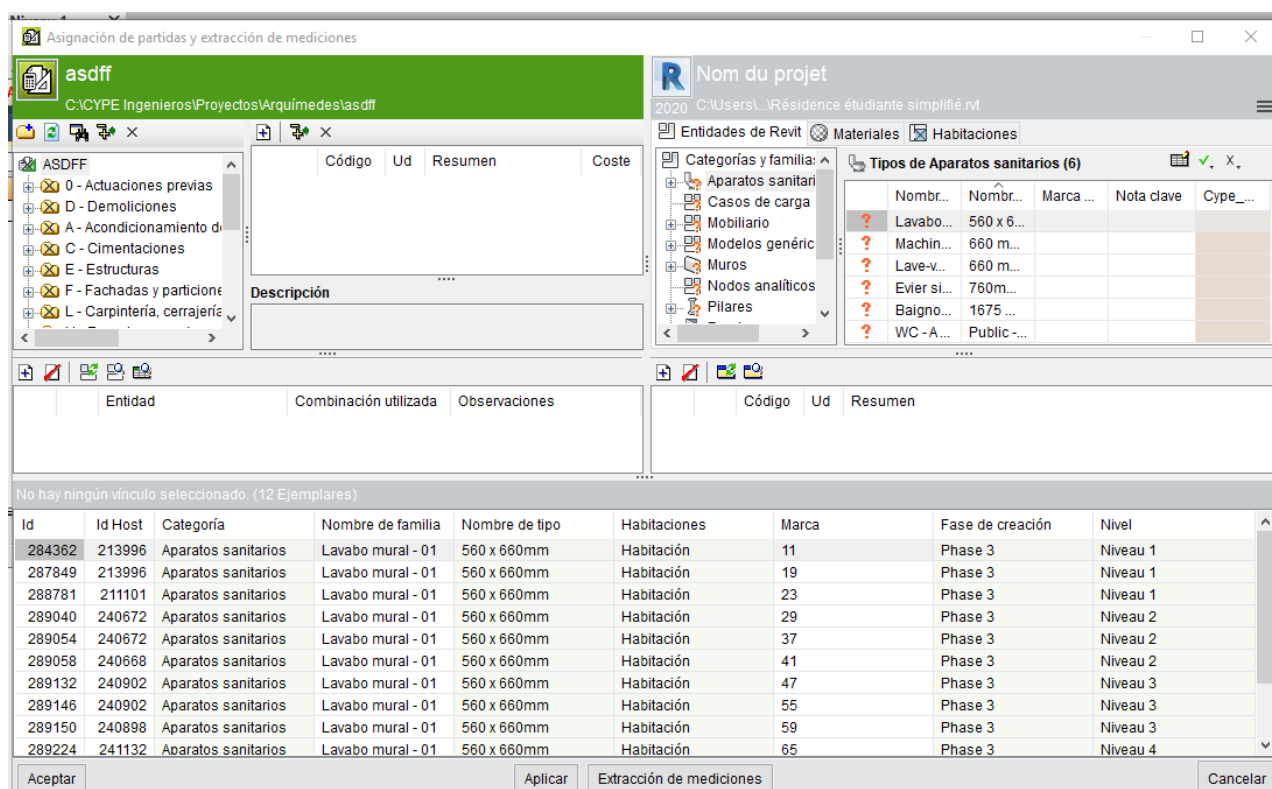 Asignación de partidas y extracción de mediciones
asdff
C:\CYPE Ingenieros\Proyectos\Arquímedes\asdff
Nom du projet
2020 C:\Users\...\Résidence étudiante simplifié.rvt
Entidades de Revit Materiales Habitaciones
ASDFF
0 - Actuaciones previas
D - Demoliciones
A - Acondicionamiento de
C - Cimentaciones
E - Estructuras
F - Fachadas y particione
L - Carpintería, cerrajería
Código Ud Resumen Coste
Descripción
Categorías y familia:
Aparatos sanitari
Casos de carga
Mobiliario
Modelos genéric
Muros
Nodos analíticos
Pilares
Tipos de Aparatos sanitarios (6)
Nombr... Nombr... Marca ... Nota clave Cype_...
? Lavabo... 560 x 6...
? Machin... 660 m...
? Lave-v... 660 m...
? Evier si... 760m...
? Baigno... 1675 ...
? WC - A... Public -...
Entidad Combinación utilizada Observaciones
Código Ud Resumen
No hay ningún vínculo seleccionado. (12 Ejemplares)
Id Id Host Categoría Nombre de familia Nombre de tipo Habitaciones Marca Fase de creación Nivel
284362 213996 Aparatos sanitarios Lavabo mural - 01 560 x 660mm Habitación 11 Phase 3 Niveau 1
287849 213996 Aparatos sanitarios Lavabo mural - 01 560 x 660mm Habitación 19 Phase 3 Niveau 1
288781 211101 Aparatos sanitarios Lavabo mural - 01 560 x 660mm Habitación 23 Phase 3 Niveau 1
289040 240672 Aparatos sanitarios Lavabo mural - 01 560 x 660mm Habitación 29 Phase 3 Niveau 2
289054 240672 Aparatos sanitarios Lavabo mural - 01 560 x 660mm Habitación 37 Phase 3 Niveau 2
289058 240668 Aparatos sanitarios Lavabo mural - 01 560 x 660mm Habitación 41 Phase 3 Niveau 2
289132 240902 Aparatos sanitarios Lavabo mural - 01 560 x 660mm Habitación 47 Phase 3 Niveau 3
289146 240902 Aparatos sanitarios Lavabo mural - 01 560 x 660mm Habitación 55 Phase 3 Niveau 3
289150 240898 Aparatos sanitarios Lavabo mural - 01 560 x 660mm Habitación 59 Phase 3 Niveau 3
289224 241132 Aparatos sanitarios Lavabo mural - 01 560 x 660mm Habitación 65 Phase 3 Niveau 4
Aceptar Aplicar Extracción de mediciones Cancelar